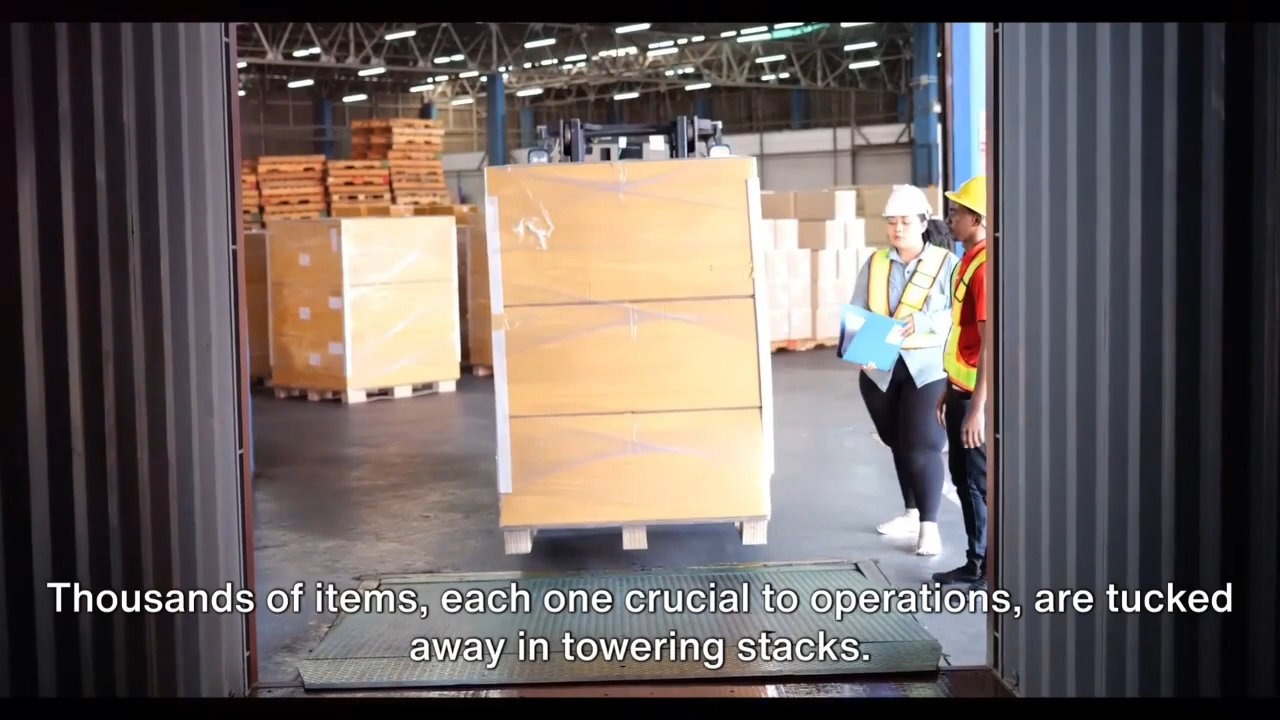 Thousands of items, each one crucial to operations, are tucked
away in towering stacks.